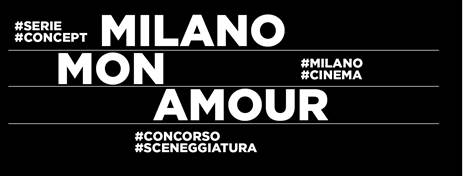 #SERIE
#CONCEPT
MILANO
MON
#MILANO
#CINEMA
AMOUR
#CONCORSO
#SCENEGGIATURA